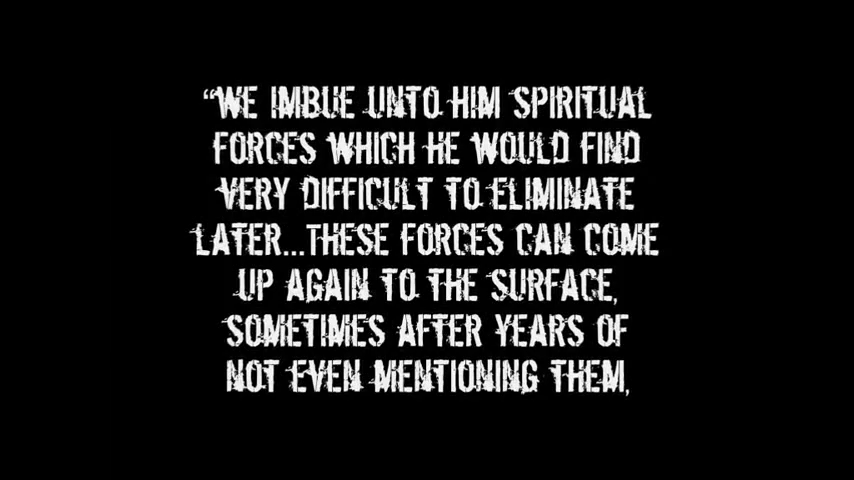 “WE IMBUE UNTO HIM SPIRITUAL
FORCES WHICH HE WOULD FIND
VERY DIFFICULT TO ELIMINATE
LATER...THESE FORCES CAN COME
UP AGAIN TO THE SURFACE,
SOMETIMES AFTER YEARS OF
NOT EVEN MENTIONING THEM,